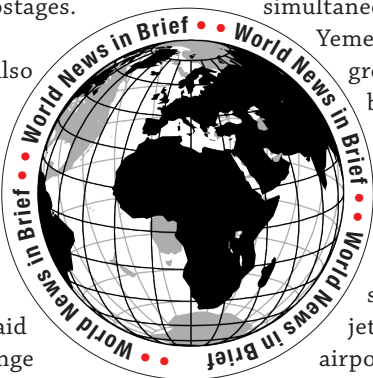 ostages.
also
aid
nge
World News in Brief •• World News in Brief •• World News in Brief •• World News in Brief ••
simultaneo
Yeme
gro
b
s
jet
airpo